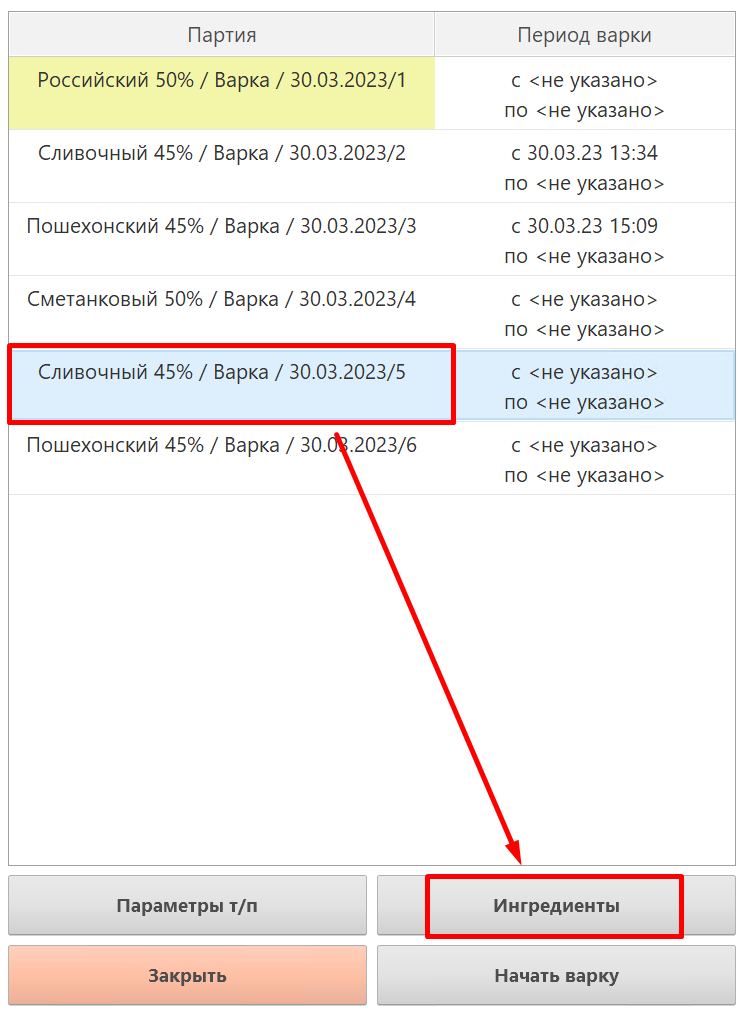 Партия Период варки
Российский 50% / Варка / 30.03.2023/1 с <не указано>
по <не указано>
Сливочный 45% / Варка / 30.03.2023/2 с 30.03.23 13:34
по <не указано>
Пошехонский 45% / Варка / 30.03.2023/3 с 30.03.23 15:09
по <не указано>
Сметанковый 50% / Варка / 30.03.2023/4 с <не указано>
по <не указано>
Сливочный 45% / Варка / 30.03.2023/5 с <не указано>
по <не указано>
Пошехонский 45% / Варка / 30.03.2023/6 с <не указано>
по <не указано>
Параметры т/п Ингредиенты
Закрыть Начать варку